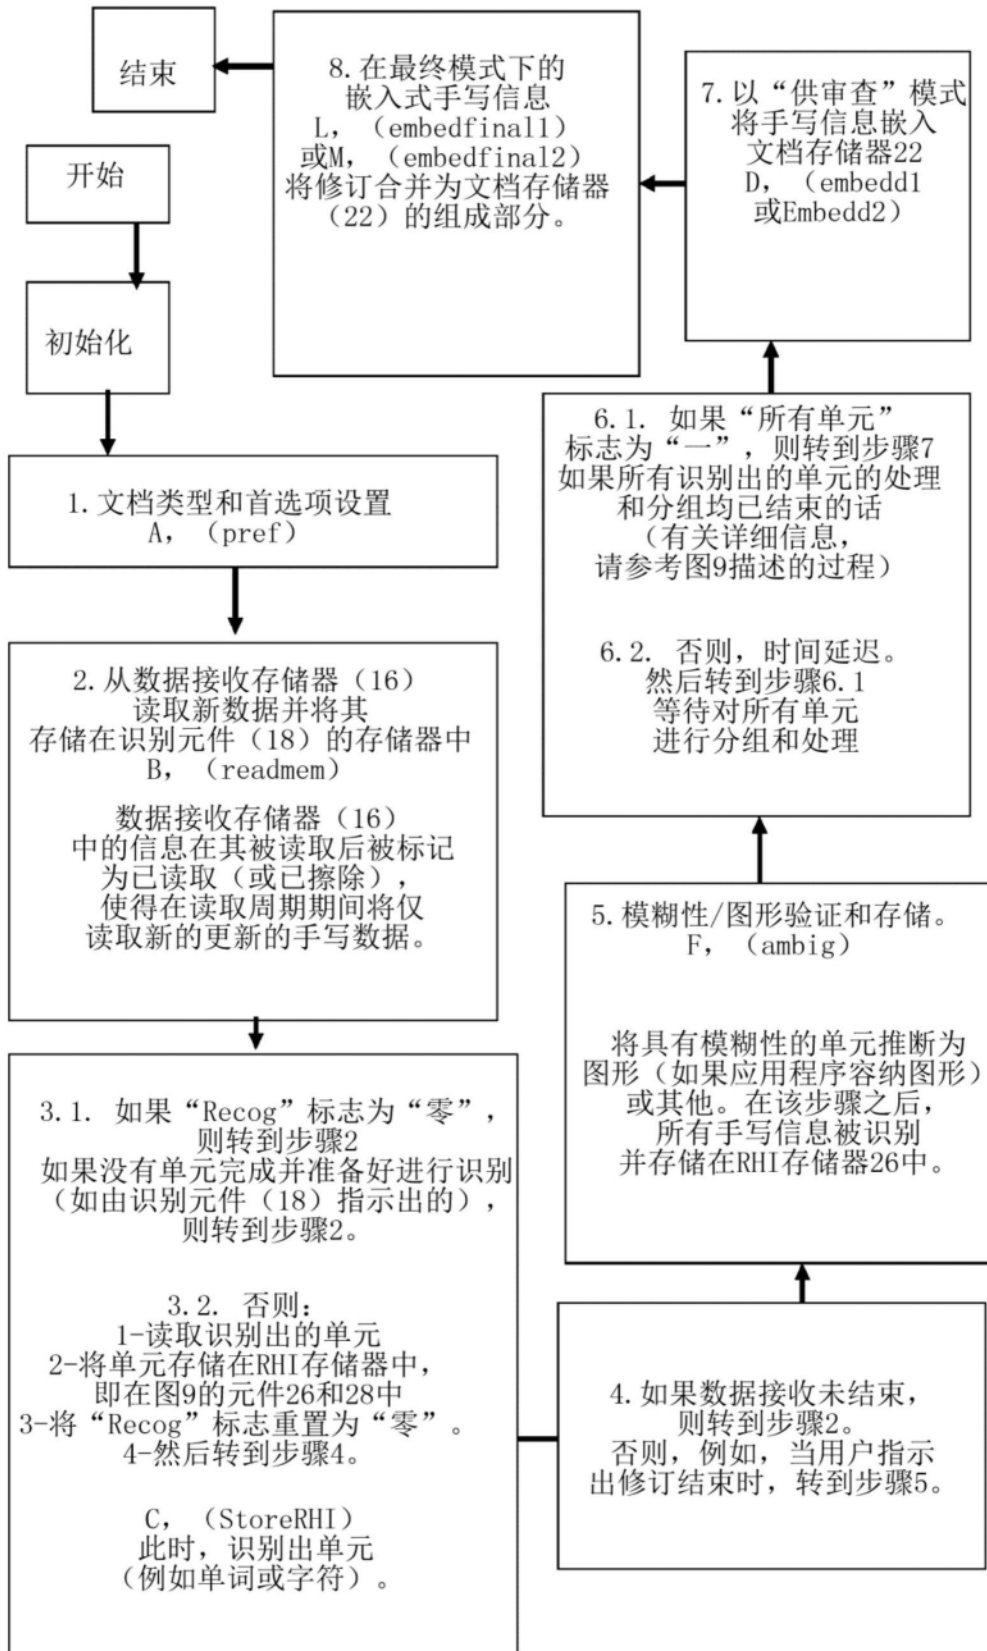 结束
开始
初始化
1.文档类型和首选项设置
A，（pref）
2.从数据接收存储器（16）
读取新数据并将其
存储在识别元件（18）的存储器中
B，（readmem）
数据接收存储器（16）
中的信息在其被读取后被标记
为已读取（或已擦除），
使得在读取周期期间将仅
读取新的更新的手写数据。
3.1. 如果“Recog”标志为“零”，
则转到步骤2
如果没有单元完成并准备好进行识别
（如由识别元件（18）指示出的），
则转到步骤2。
3.2. 否则：
1-读取识别出的单元
2-将单元存储在RHI存储器中，
即在图9的元件26和28中
3-将“Recog”标志重置为“零”。
4-然后转到步骤4。
C，（StoreRHI）
此时，识别出单元
（例如单词或字符）。
4.如果数据接收未结束，
则转到步骤2。
否则，例如，当用户指示
出修订结束时，转到步骤5。
5.模糊性/图形验证和存储。
F，（ambig）
将具有模糊性的单元推断为
图形（如果应用程序容纳图形）
或其他。在该步骤之后，
所有手写信息被识别
并存储在RHI存储器26中。
6.1. 如果“所有单元”
标志为“一”，则转到步骤7
如果所有识别出的单元的处理
和分组均已结束的话
（有关详细信息，
请参考图9描述的过程）
6.2. 否则，时间延迟。
然后转到步骤6.1
等待对所有单元
进行分组和处理
7.以“供审查”模式
将手写信息嵌入
文档存储器22
D，（embedd1
或Embedd2）
8.在最终模式下的
嵌入式手写信息
L，（embedfinal1）
或M，（embedfinal2）
将修订合并为文档存储器
（22）的组成部分。